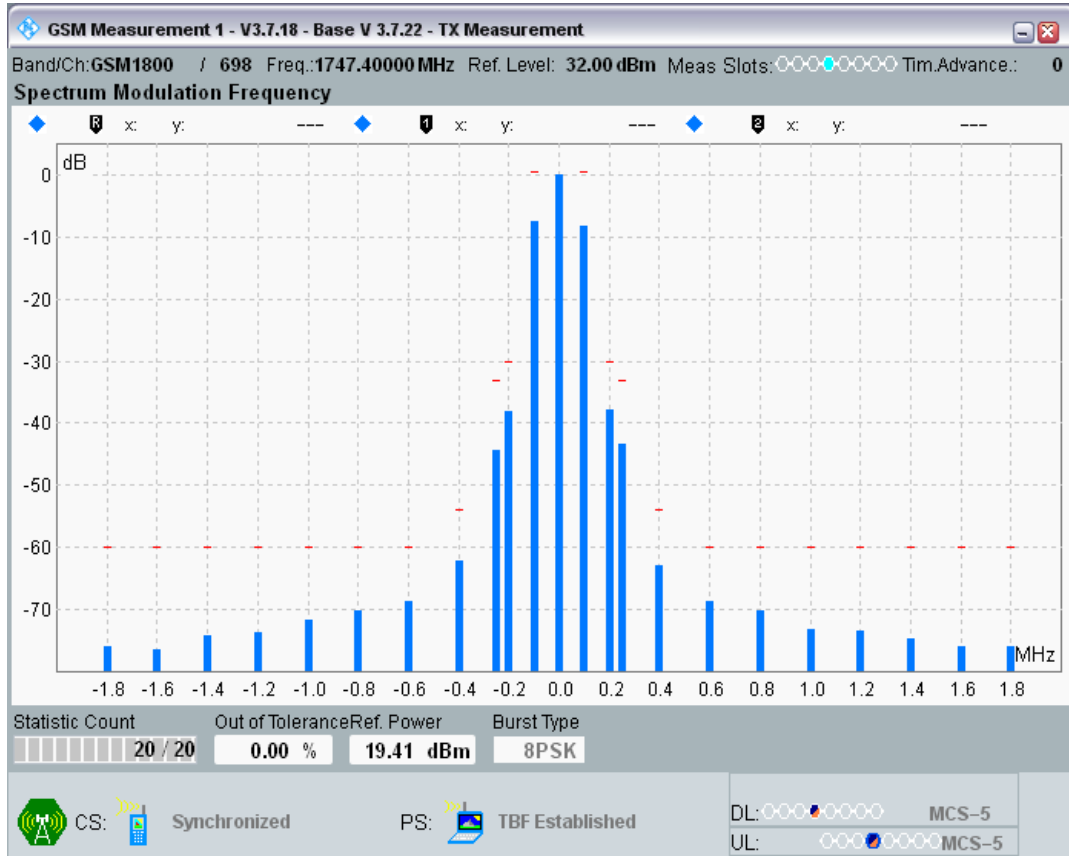 GSM Measurement 1 - V3.7.18 - Base V 3.7.22 - TX Measurement
Band/Ch:GSM1800 / 698 Freq.:1747.40000 MHz Ref. Level: 32.00 dBm Meas Slots: Tim.Advance.: 0
Spectrum Modulation Frequency
R x: y: --- 1 x: y: --- 2 x: y: ---
dB
0
-10
-20
-30
-40
-50
-60
-70
MHz
-1.8 -1.6 -1.4 -1.2 -1.0 -0.8 -0.6 -0.4 -0.2 0.0 0.2 0.4 0.6 0.8 1.0 1.2 1.4 1.6 1.8
Statistic Count Out of Tolerance Ref. Power Burst Type
20 / 20 0.00 % 19.41 dBm 8PSK
CS: Synchronized PS: TBF Established
DL: MCS-5
UL: MCS-5